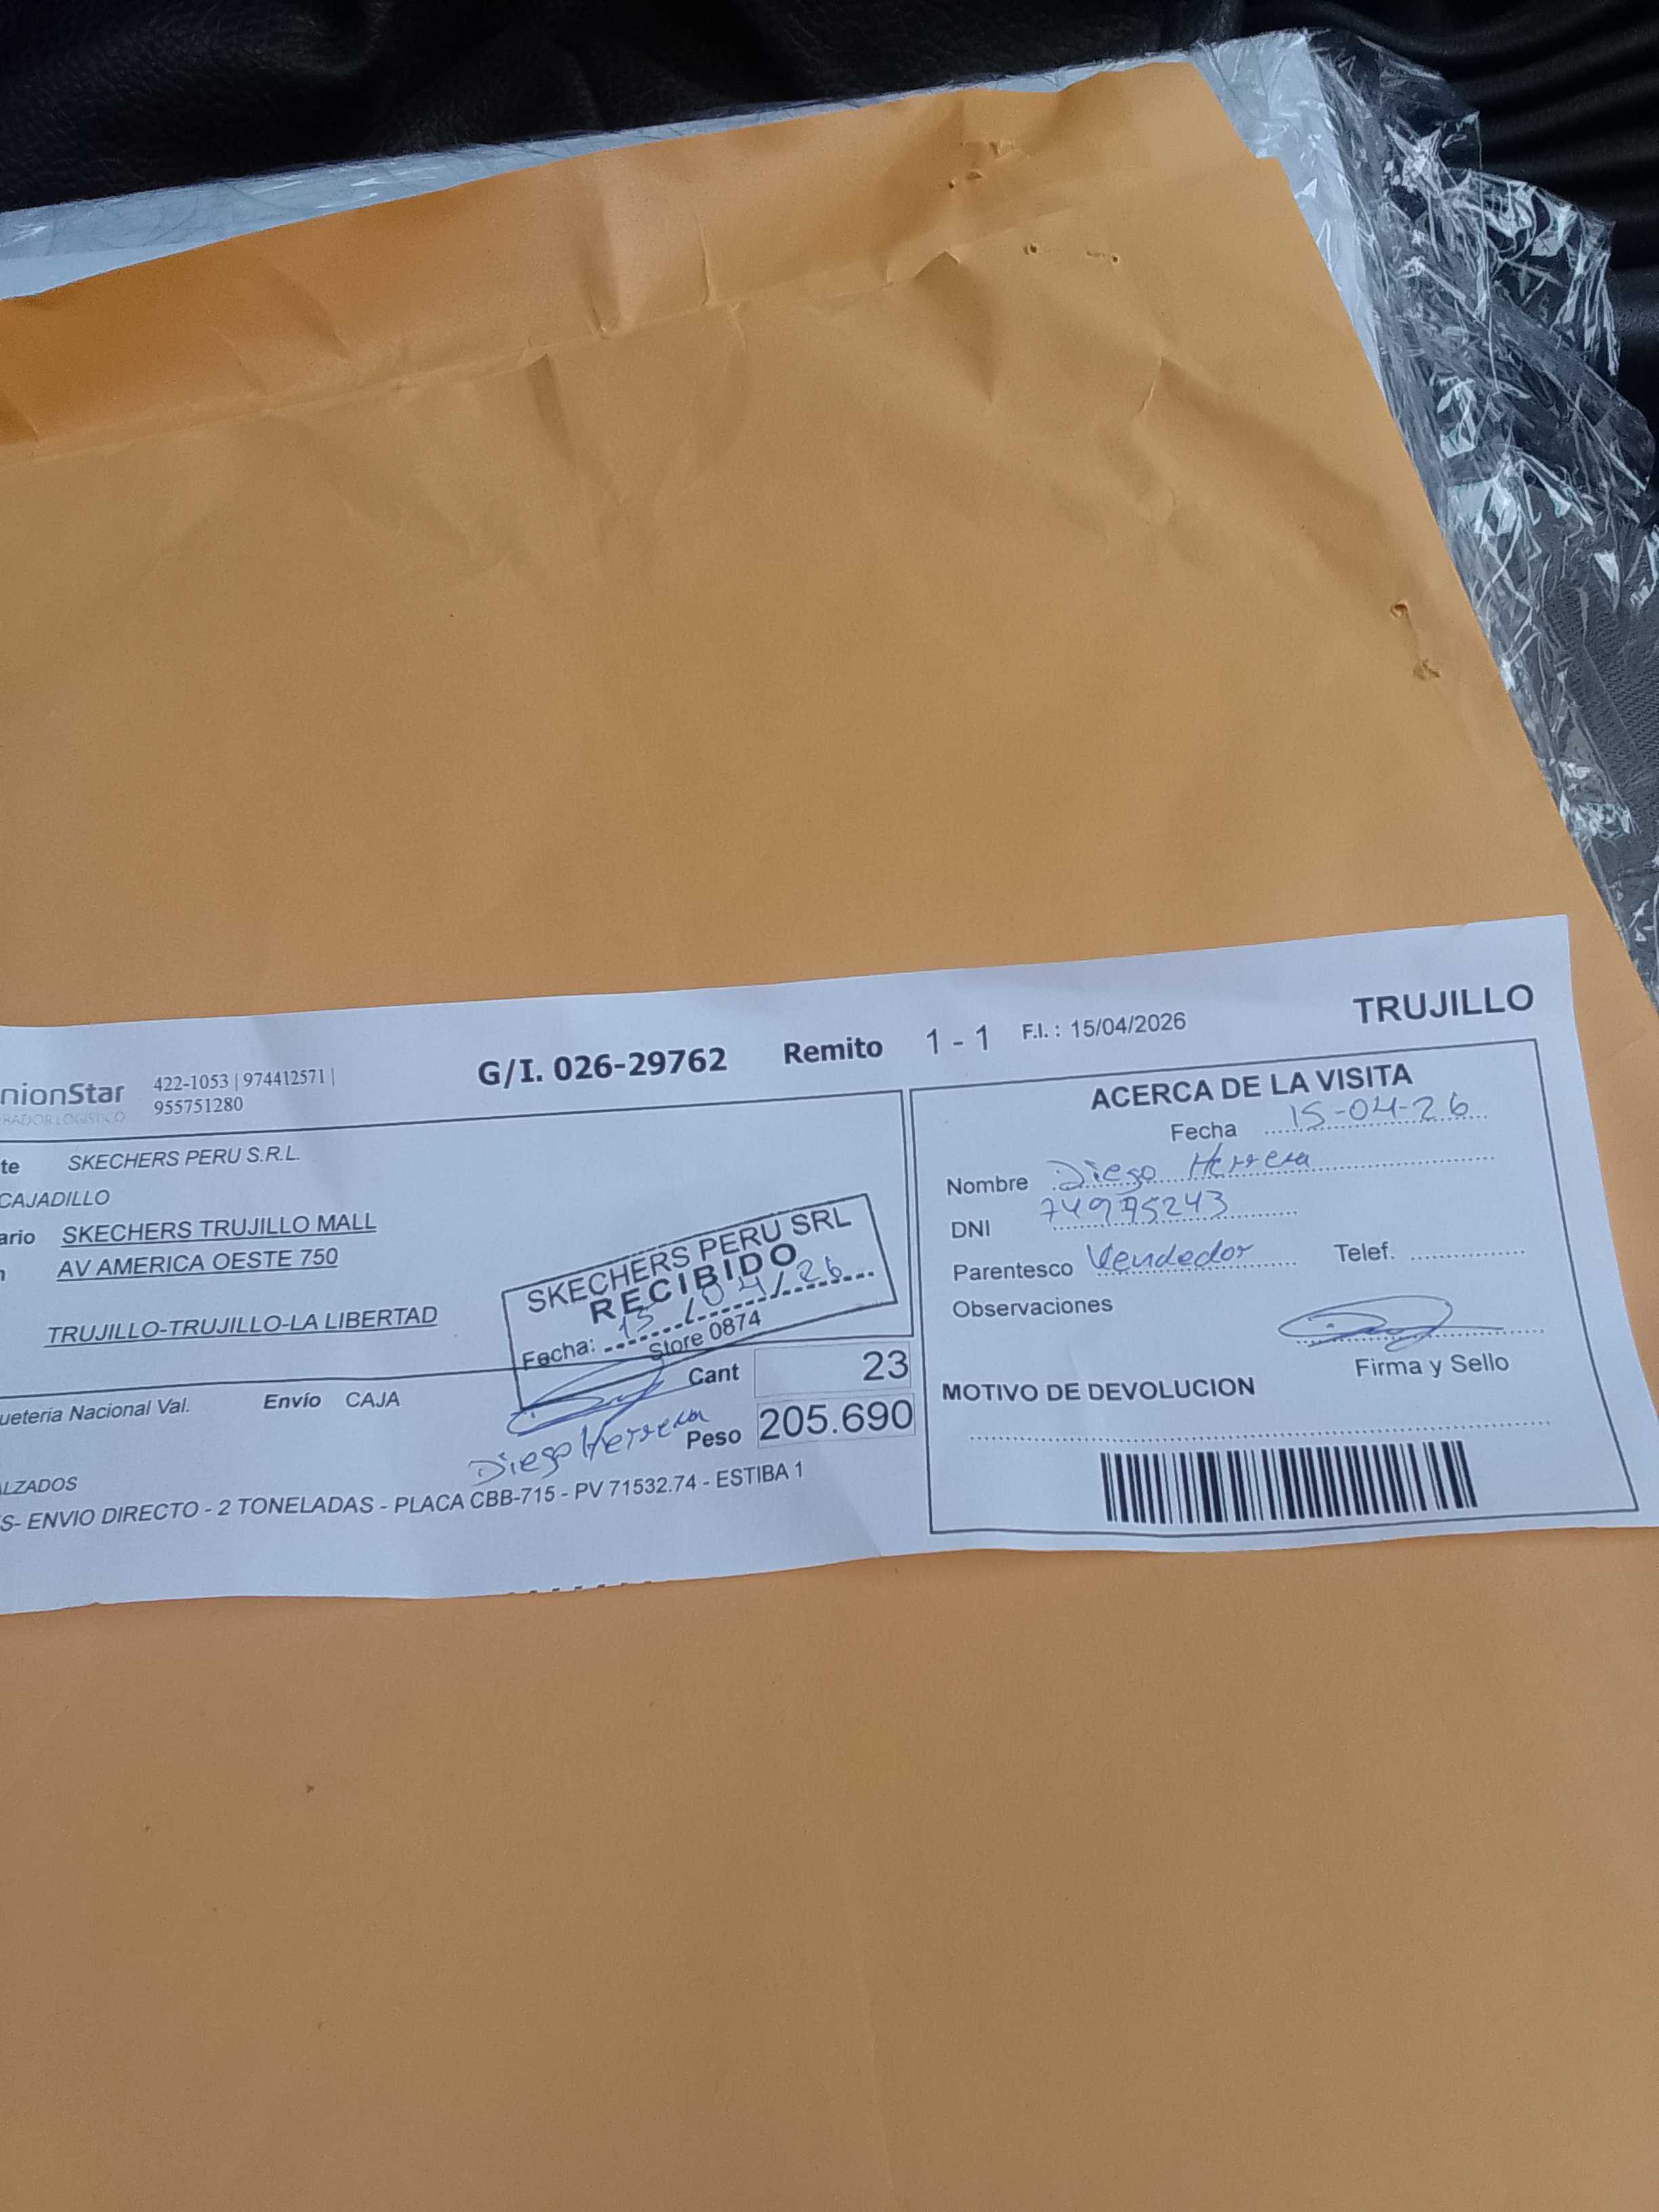 TRUJILLO
nionStar
RADOR LOGISTICO
422-1053 | 974412571 |
955751280
G/I. 026-29762 Remito 1 - 1 F.I. : 15/04/2026
te SKECHERS PERU S.R.L.
CAJADILLO
ario SKECHERS TRUJILLO MALL
n AV AMERICA OESTE 750
TRUJILLO-TRUJILLO-LA LIBERTAD
SKECHERS PERU SRL
RECIBIDO
Fecha: 15/04/26
Store 0874
ueteria Nacional Val. Envío CAJA
Cant 23
Peso 205.690
Diego Herrera
LZADOS
S- ENVIO DIRECTO - 2 TONELADAS - PLACA CBB-715 - PV 71532.74 - ESTIBA 1
ACERCA DE LA VISITA
Fecha 15-04-26
Nombre Diego Herrera
DNI 74975243
Parentesco Vendedor Telef.
Observaciones
Firma y Sello
MOTIVO DE DEVOLUCION